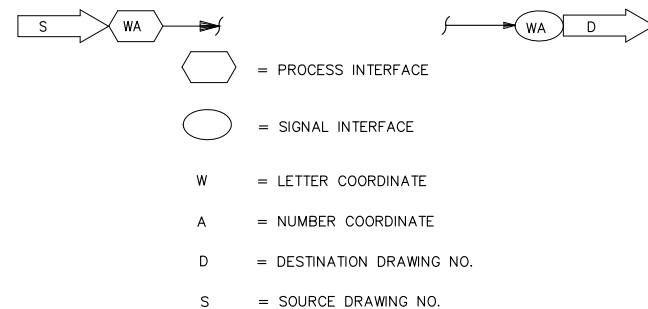 S WA WA D
= PROCESS INTERFACE
= SIGNAL INTERFACE
W = LETTER COORDINATE
A = NUMBER COORDINATE
D = DESTINATION DRAWING NO.
S = SOURCE DRAWING NO.